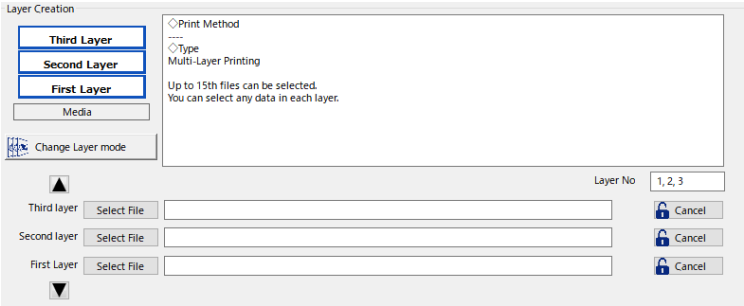 Layer Creation
Third Layer
Second Layer
First Layer
Media
Change Layer mode
◇Print Method
----
◇Type
Multi-Layer Printing
Up to 15th files can be selected.
You can select any data in each layer.
Layer No 1, 2, 3
Third layer Select File Cancel
Second layer Select File Cancel
First Layer Select File Cancel